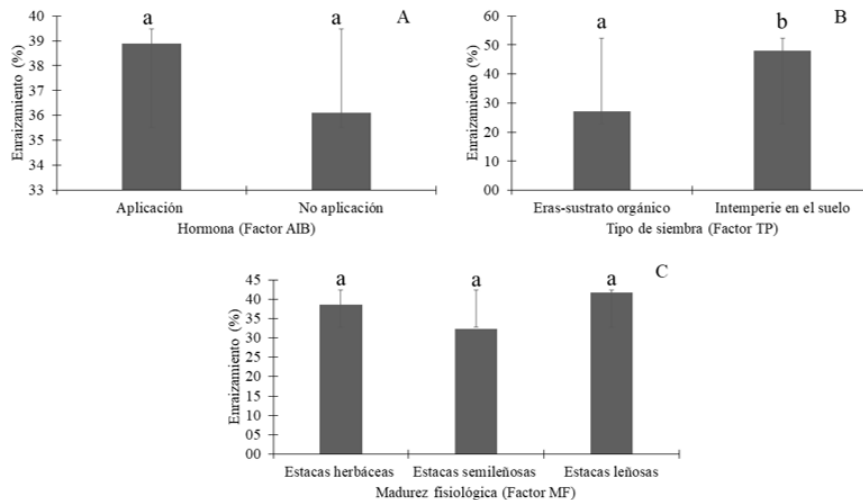 A
a a
40
39
38
37
36
35
34
33
Enraizamiento (%)
Aplicación No aplicación
Hormona (Factor AIB)
B
a b
60
50
40
30
20
10
00
Enraizamiento (%)
Eras-sustrato orgánico Intemperie en el suelo
Tipo de siembra (Factor TP)
C
a a a
45
40
35
30
25
20
15
10
05
00
Enraizamiento (%)
Estacas herbáceas Estacas semileñosas Estacas leñosas
Madurez fisiológica (Factor MF)